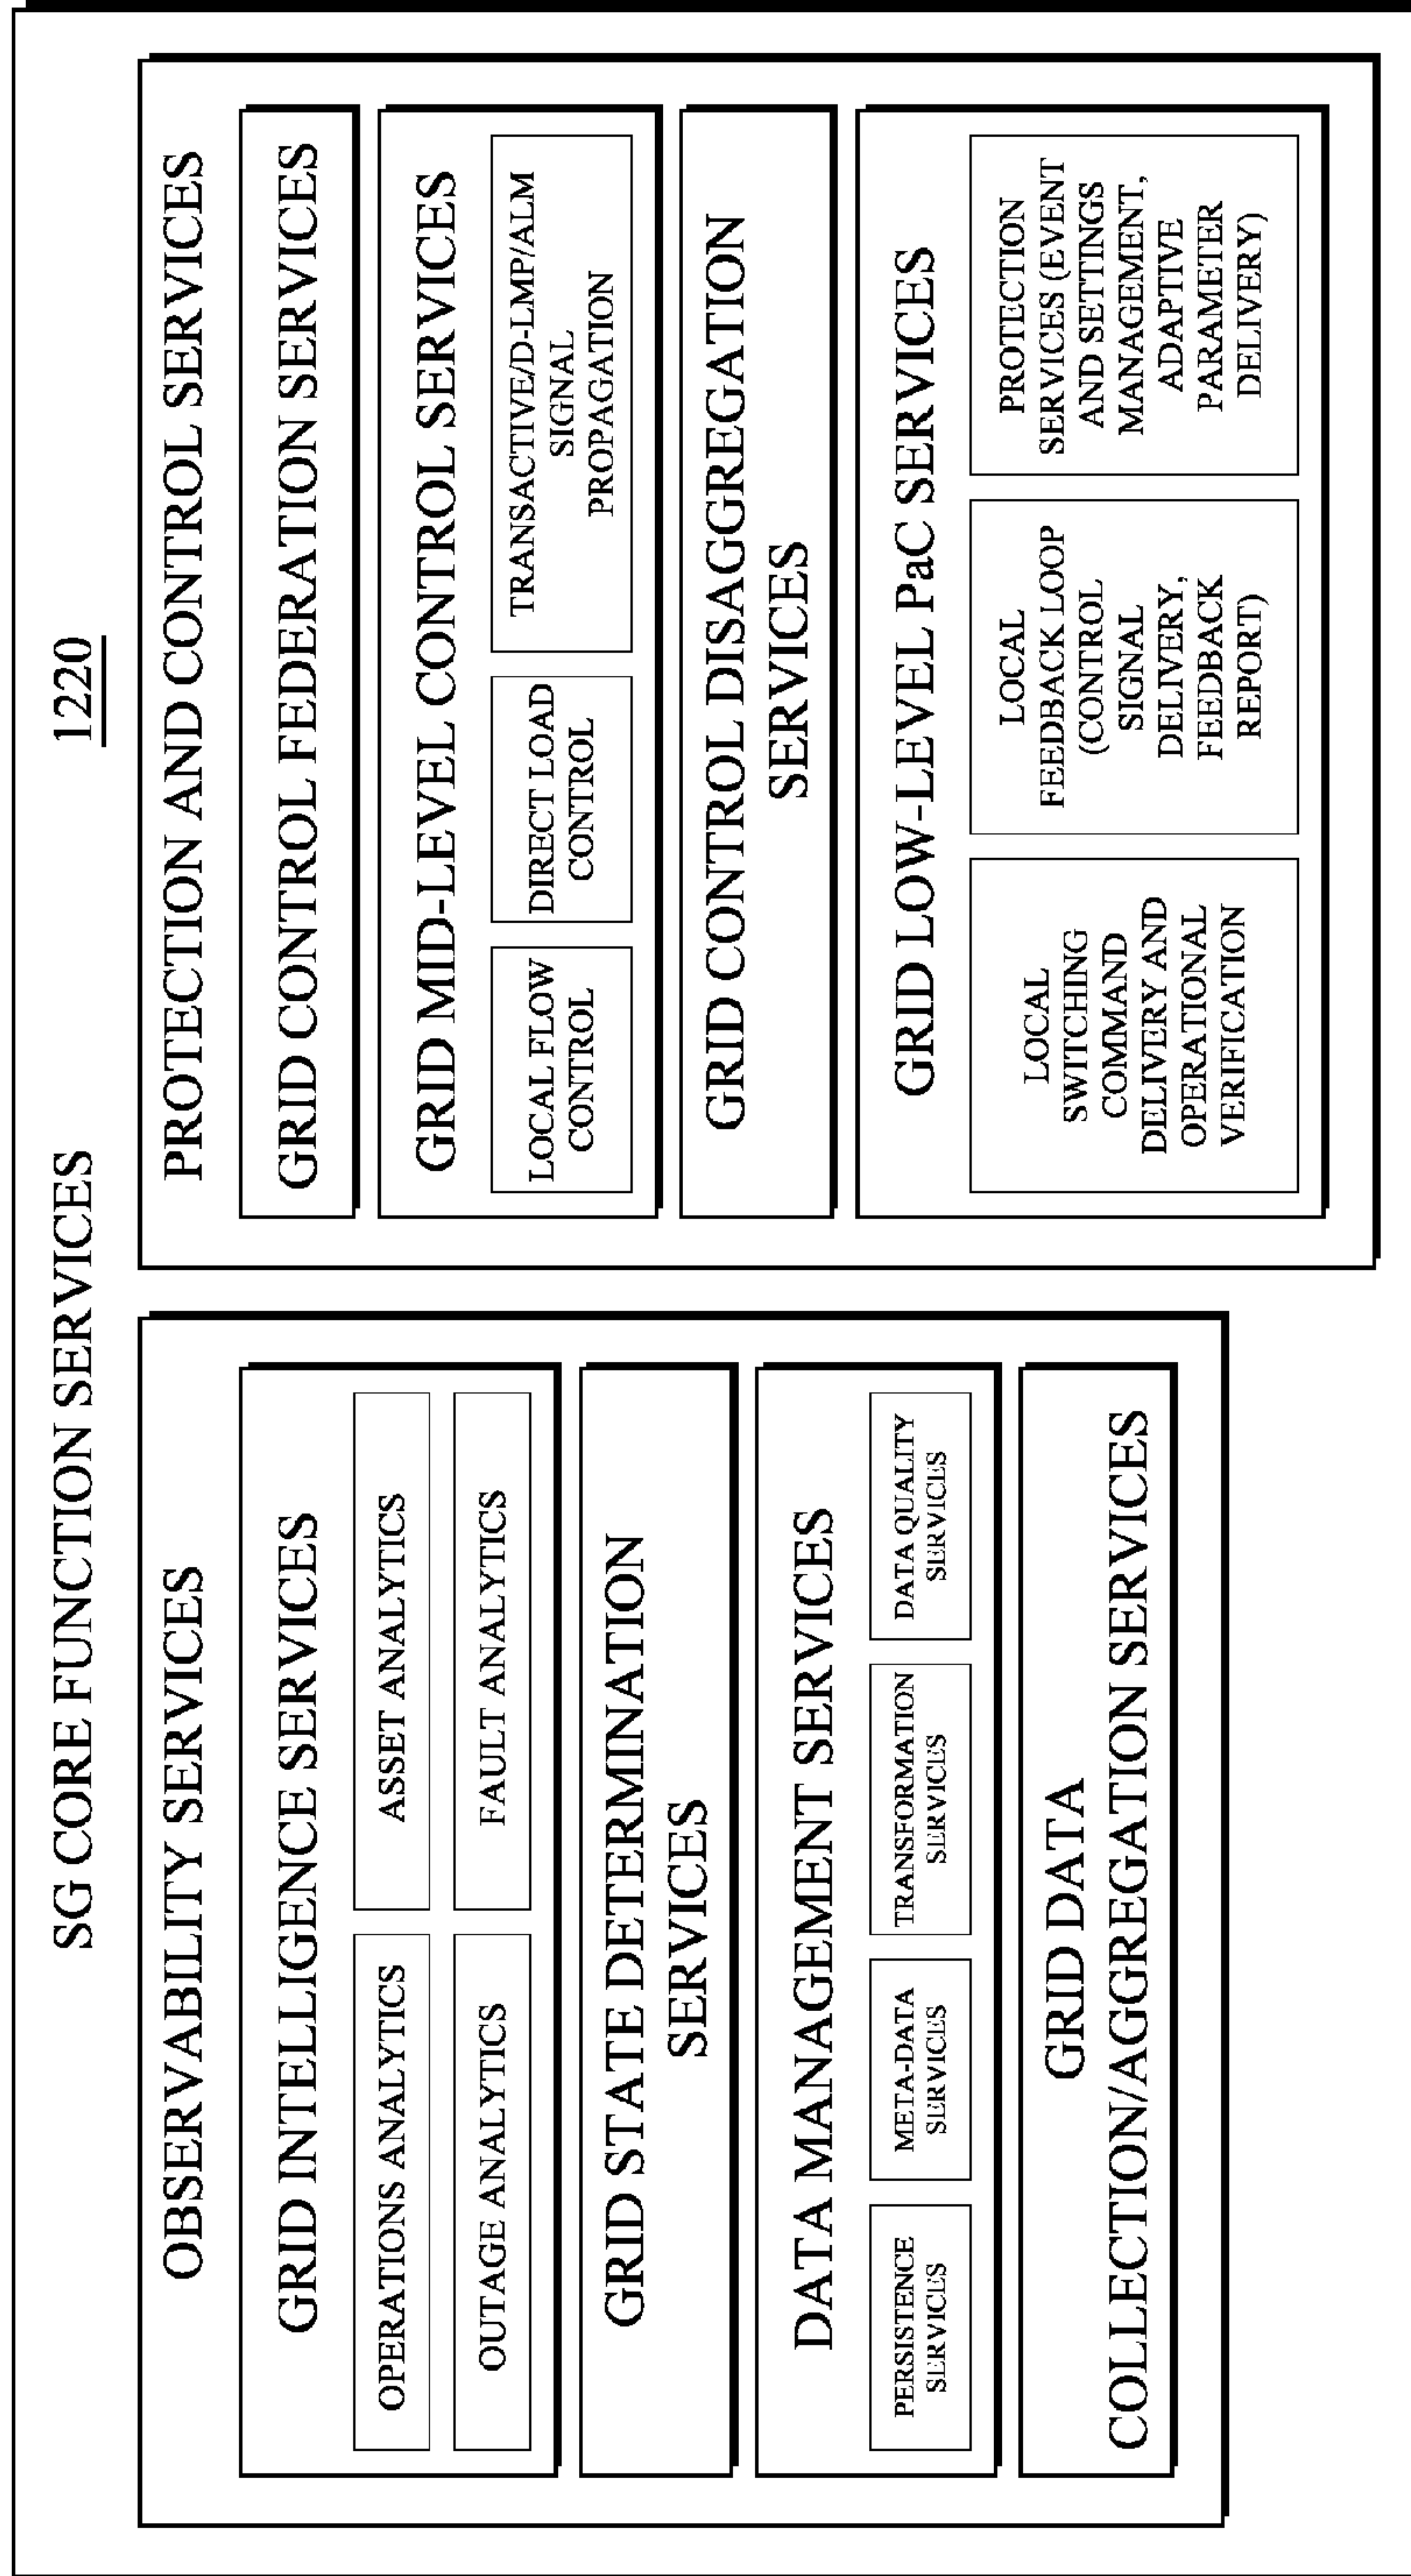 SG CORE FUNCTION SERVICES
1220
OBSERVABILITY SERVICES
GRID INTELLIGENCE SERVICES
OPERATIONS ANALYTICS
ASSET ANALYTICS
OUTAGE ANALYTICS
FAULT ANALYTICS
GRID STATE DETERMINATION
SERVICES
DATA MANAGEMENT SERVICES
PERSISTENCE
SERVICES
META-DATA
SERVICES
TRANSFORMATION
SERVICES
DATA QUALITY
SERVICES
GRID DATA
COLLECTION/AGGREGATION SERVICES
PROTECTION AND CONTROL SERVICES
GRID CONTROL FEDERATION SERVICES
GRID MID-LEVEL CONTROL SERVICES
LOCAL FLOW
CONTROL
DIRECT LOAD
CONTROL
TRANSACTIVE/D-LMP/ALM
SIGNAL
PROPAGATION
GRID CONTROL DISAGGREGATION
SERVICES
GRID LOW-LEVEL PaC SERVICES
LOCAL
SWITCHING
COMMAND
DELIVERY AND
OPERATIONAL
VERIFICATION
LOCAL
FEEDBACK LOOP
(CONTROL
SIGNAL
DELIVERY,
FEEDBACK
REPORT)
PROTECTION
SERVICES (EVENT
AND SETTINGS
MANAGEMENT,
ADAPTIVE
PARAMETER
DELIVERY)